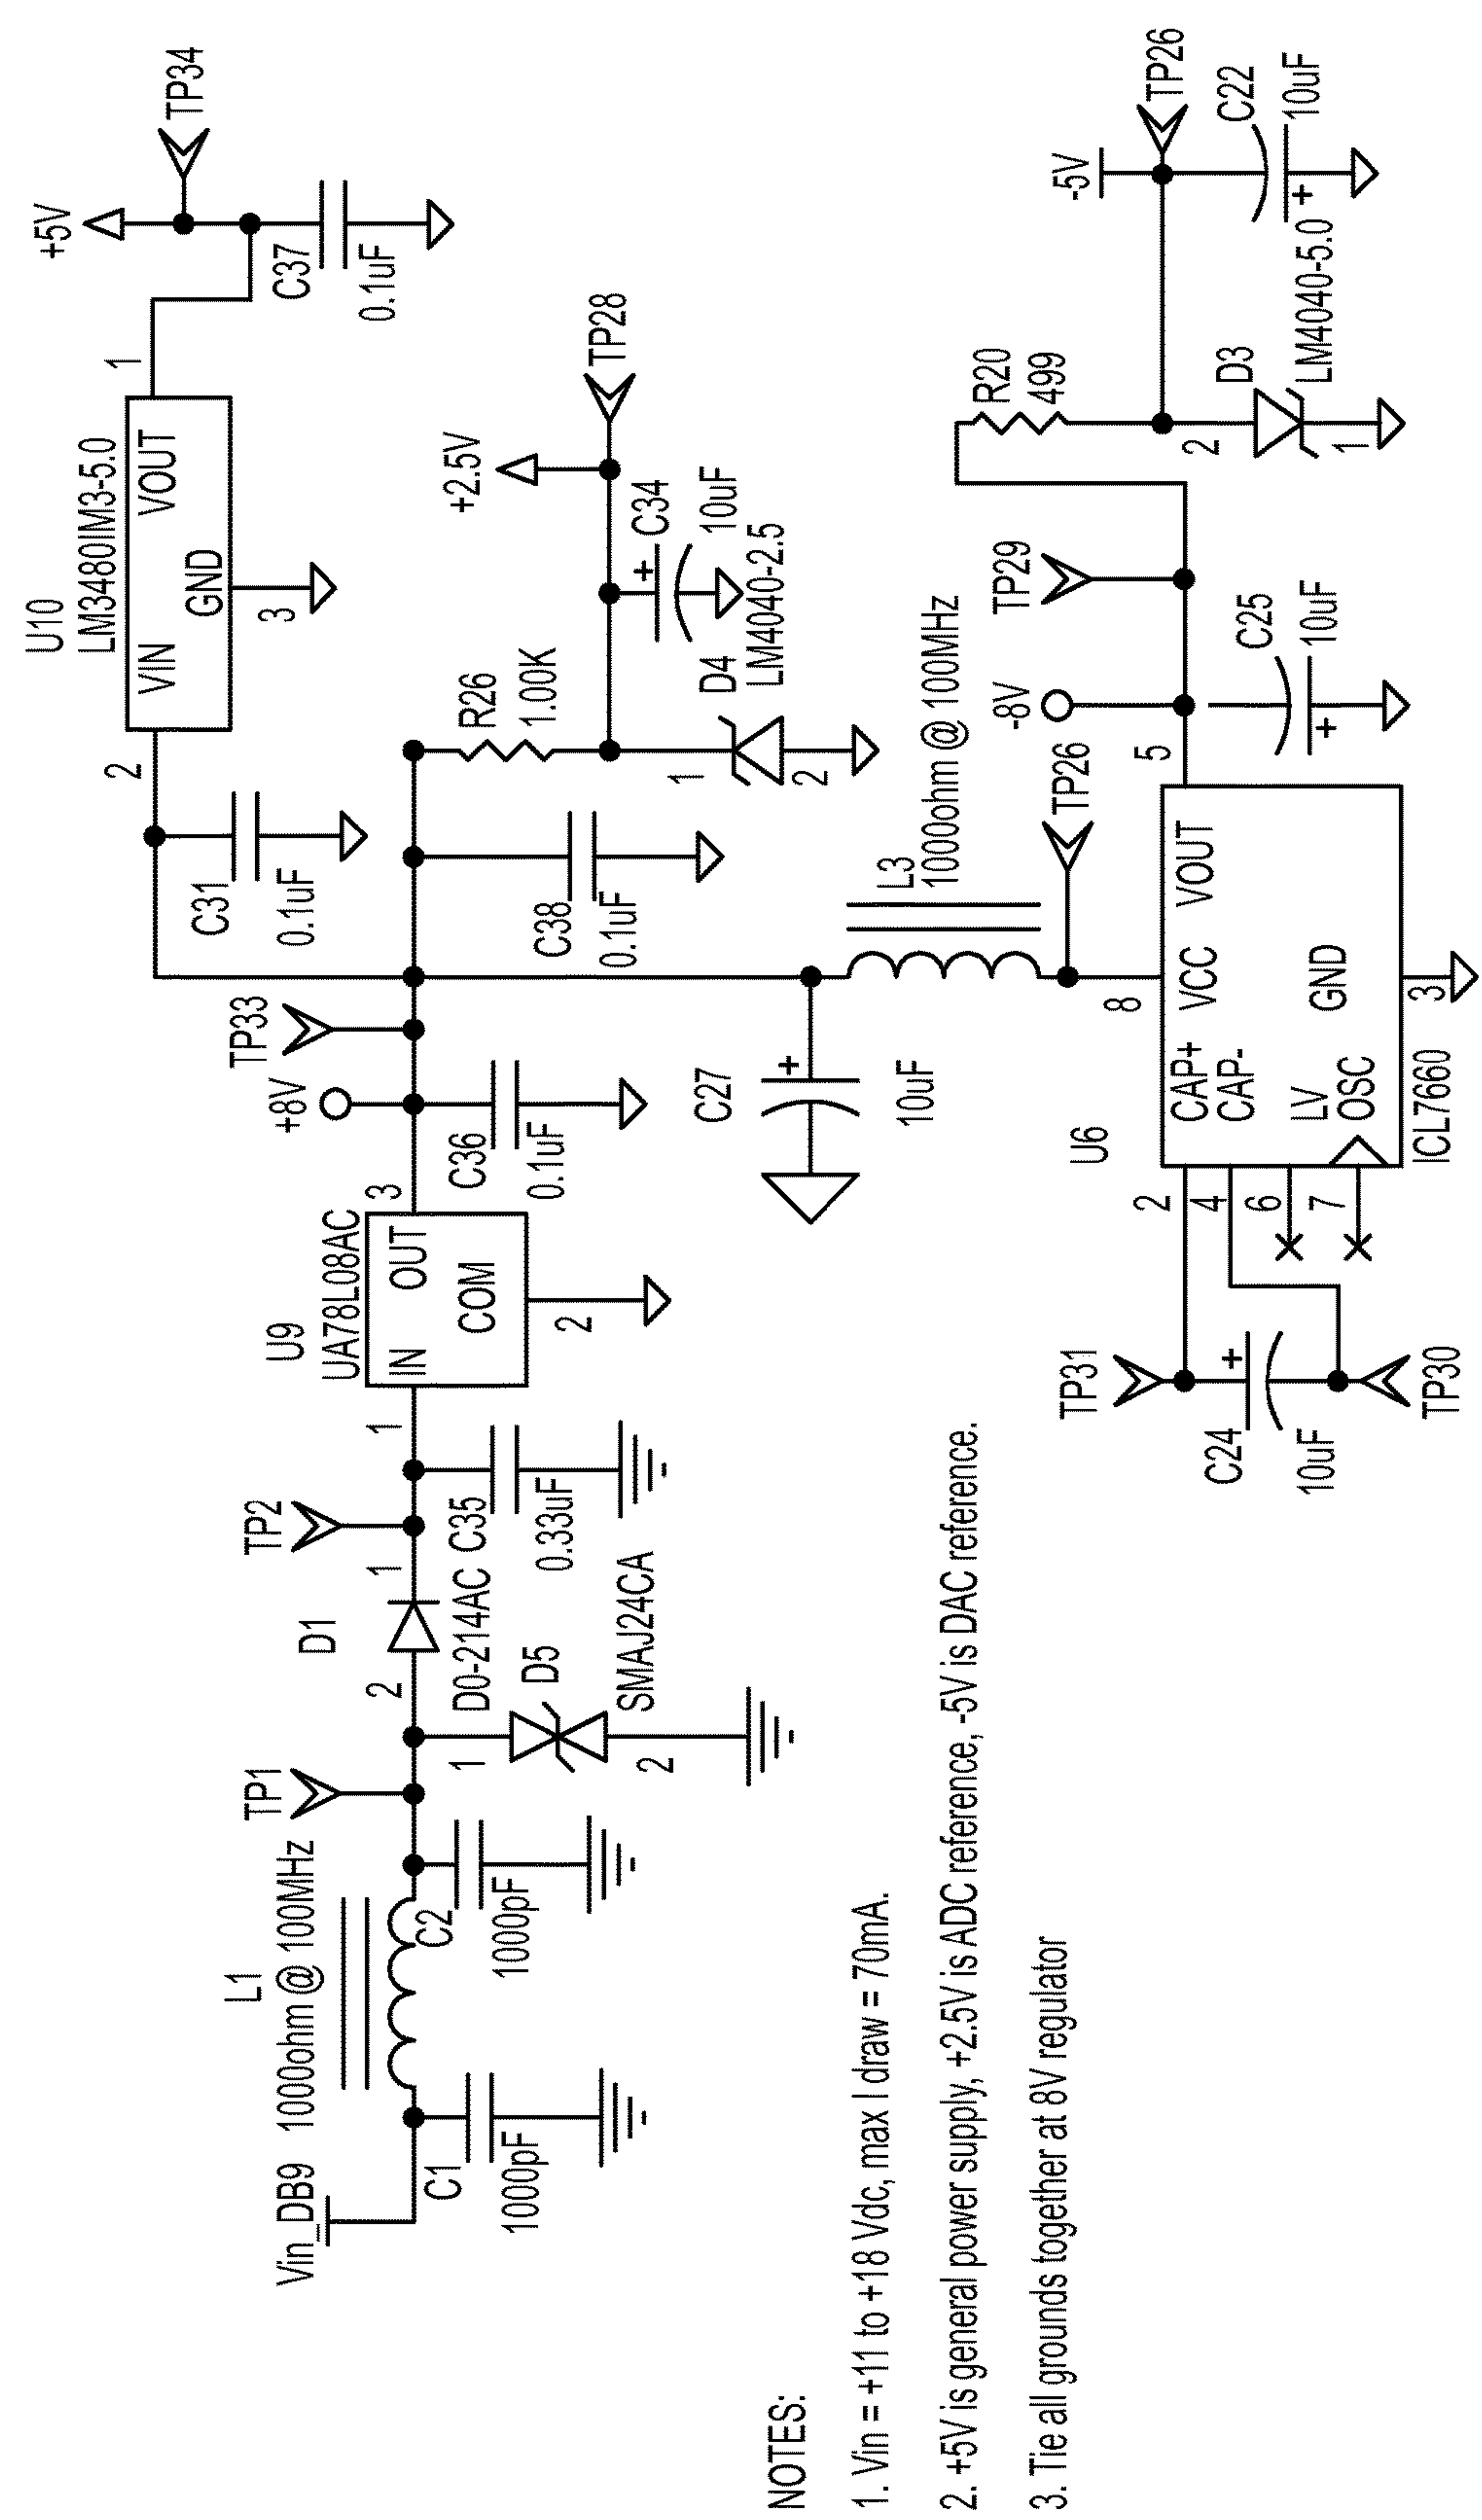 Vin_DB9
L1
1000ohm @ 100MHz
C1
1000pF
C2
1000pF
TP1
D5
SMAJ24CA
1
2
D1
D0-214AC
2
1
TP2
C35
0.33uF
U9
UA78L08AC
IN
OUT
COM
1
3
2
+8V
TP33
C36
0.1uF
C31
0.1uF
U10
LM3480IM3-5.0
VIN
VOUT
GND
2
1
3
+5V
TP34
C37
0.1uF
C38
0.1uF
R26
1.00K
+2.5V
TP28
C34
10uF
+
D4
LM4040-2.5
1
2
C27
10uF
+
L3
1000ohm @ 100MHz
TP26
U6
ICL7660
CAP+
CAP-
LV
OSC
VCC
VOUT
GND
2
4
6
7
8
5
3
TP31
C24
10uF
+
TP30
-8V
TP29
C25
10uF
+
R20
499
D3
LM4040-5.0
2
1
-5V
TP26
C22
10uF
+
NOTES:
1. Vin = +11 to +18 Vdc, max I draw = 70mA.
2. +5V is general power supply, +2.5V is ADC reference, -5V is DAC reference.
3. Tie all grounds together at 8V regulator